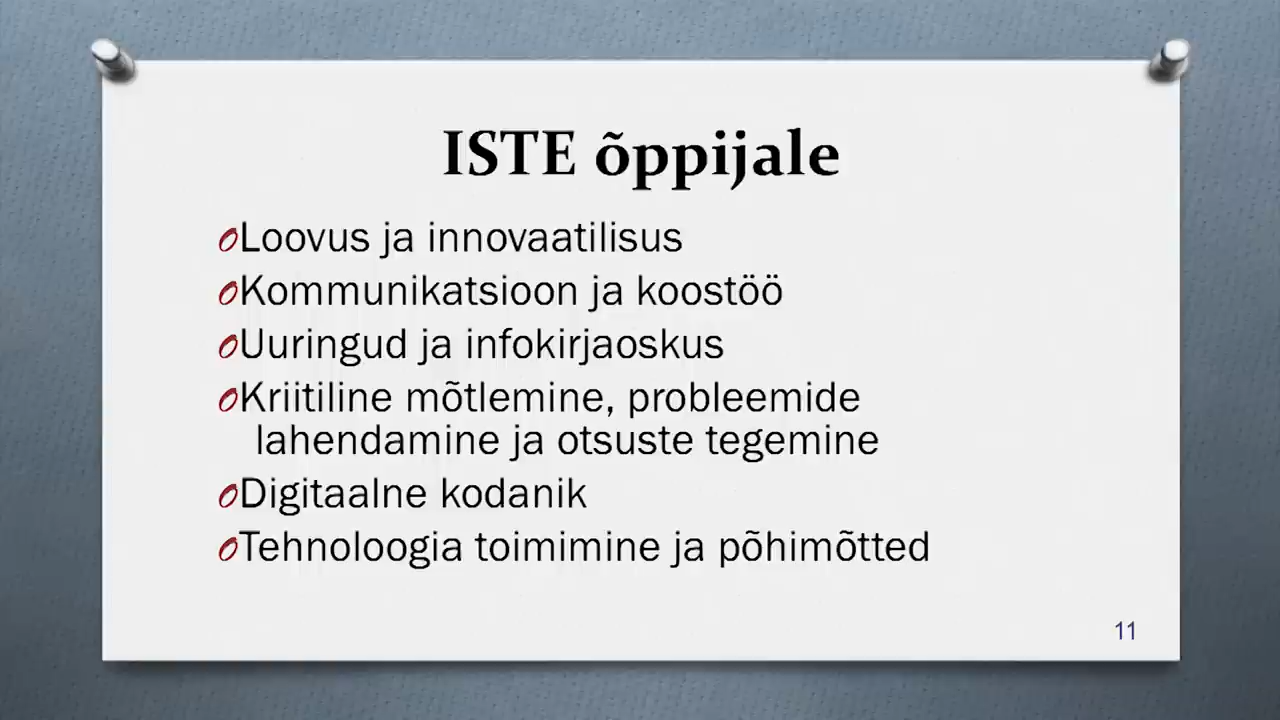 ISTE õppijale
Loovus ja innovaatilisus
Kommunikatsioon ja koostöö
Uuringud ja infokirjaoskus
Kriitiline mõtlemine, probleemide
lahendamine ja otsuste tegemine
Digitaalne kodanik
Tehnoloogia toimimine ja põhimõtted
11